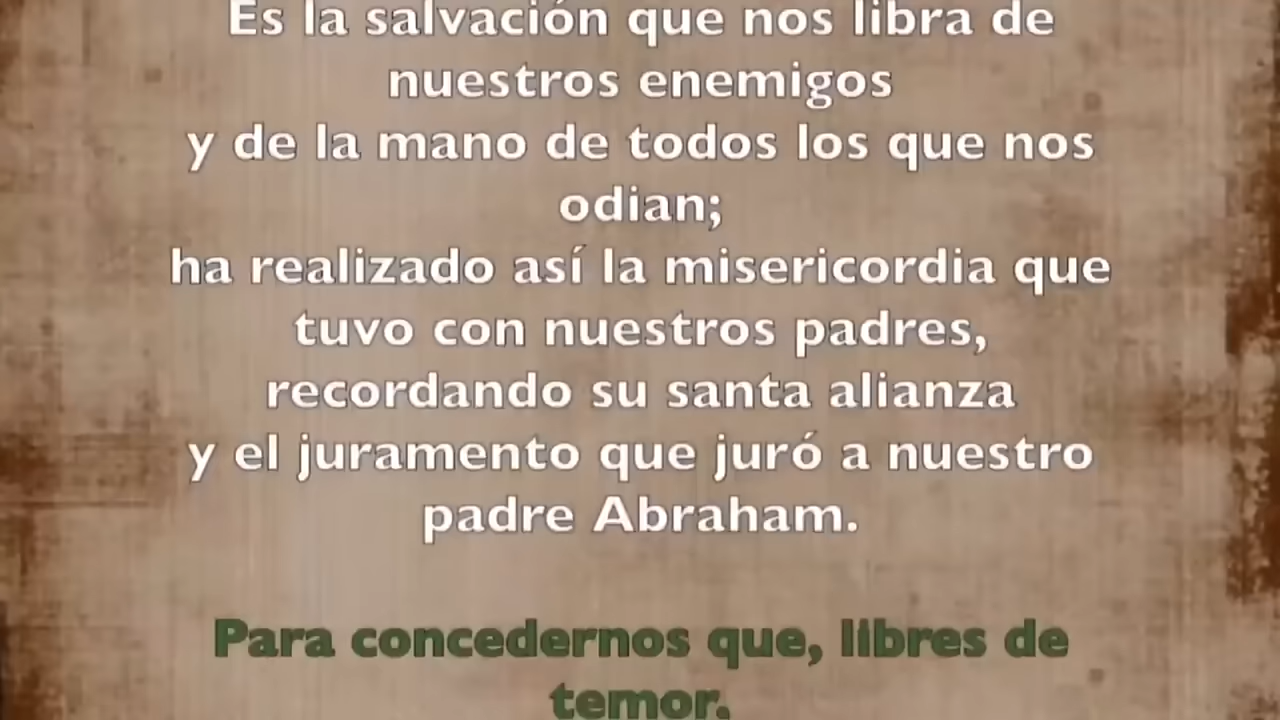 Es la salvación que nos libra de
nuestros enemigos
y de la mano de todos los que nos
odian;
ha realizado así la misericordia que
tuvo con nuestros padres,
recordando su santa alianza
y el juramento que juró a nuestro
padre Abraham.
Para concedernos que, libres de
temor.